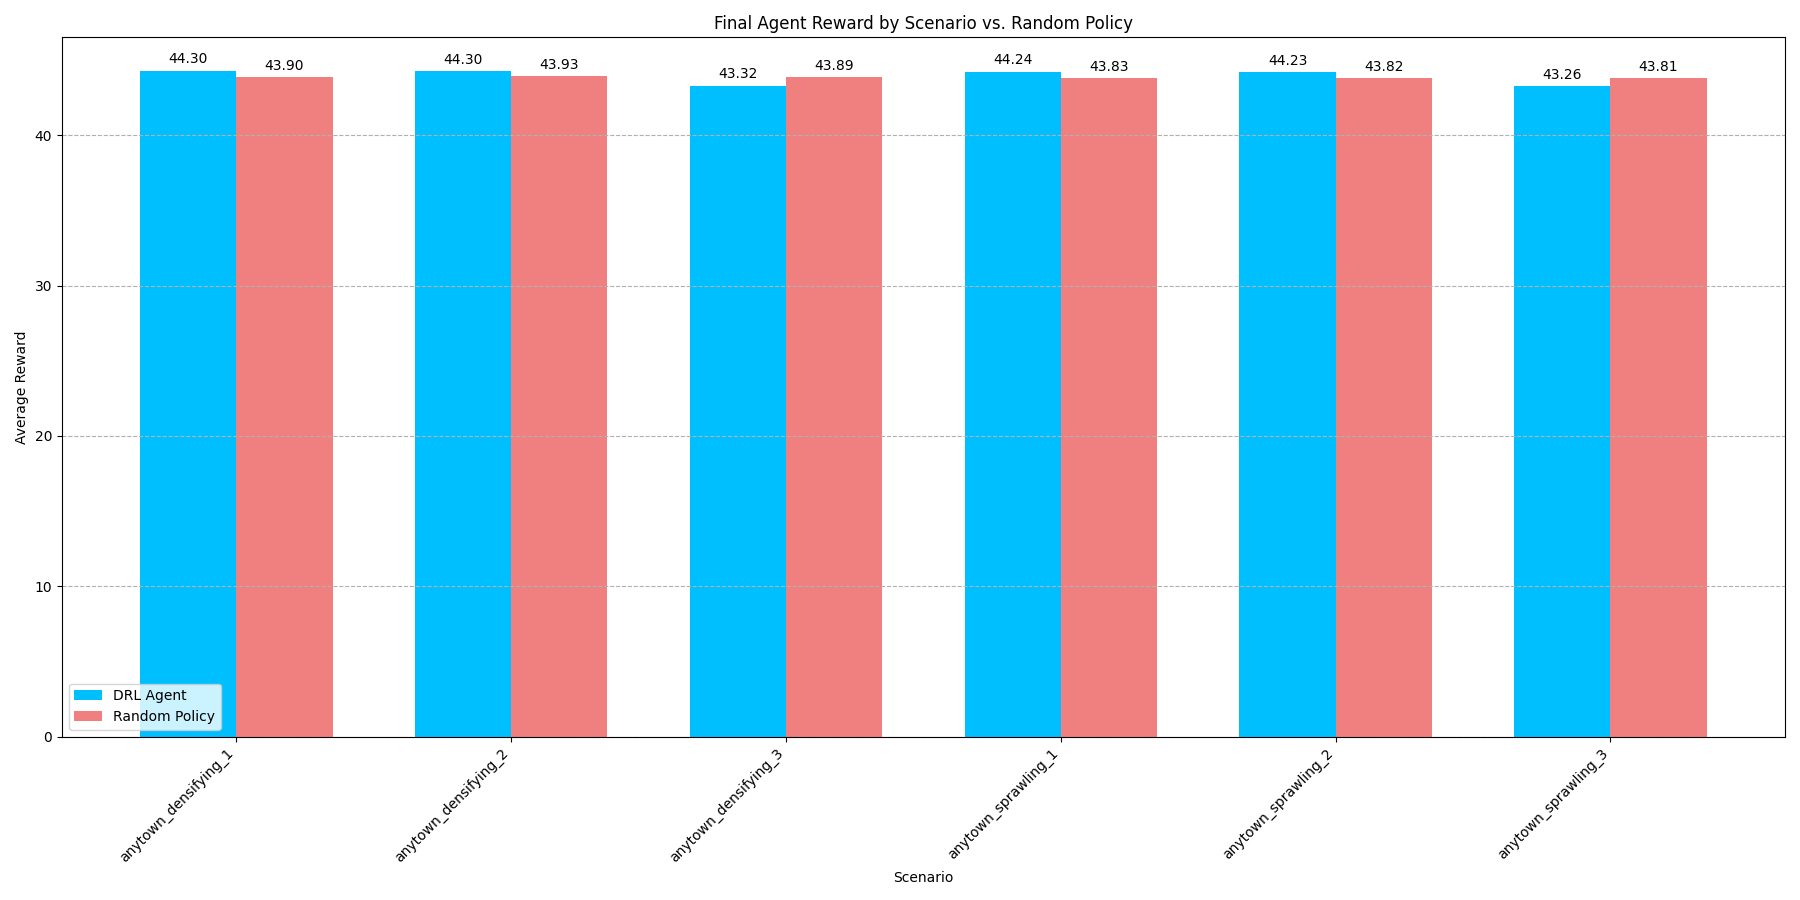 Final Agent Reward by Scenario vs. Random Policy
44.30
43.90
44.30
43.93
43.32
43.89
44.24
43.83
44.23
43.82
43.26
43.81
40
30
20
10
0
Average Reward
DRL Agent
Random Policy
anytown_densifying_1
anytown_densifying_2
anytown_densifying_3
anytown_sprawling_1
anytown_sprawling_2
anytown_sprawling_3
Scenario